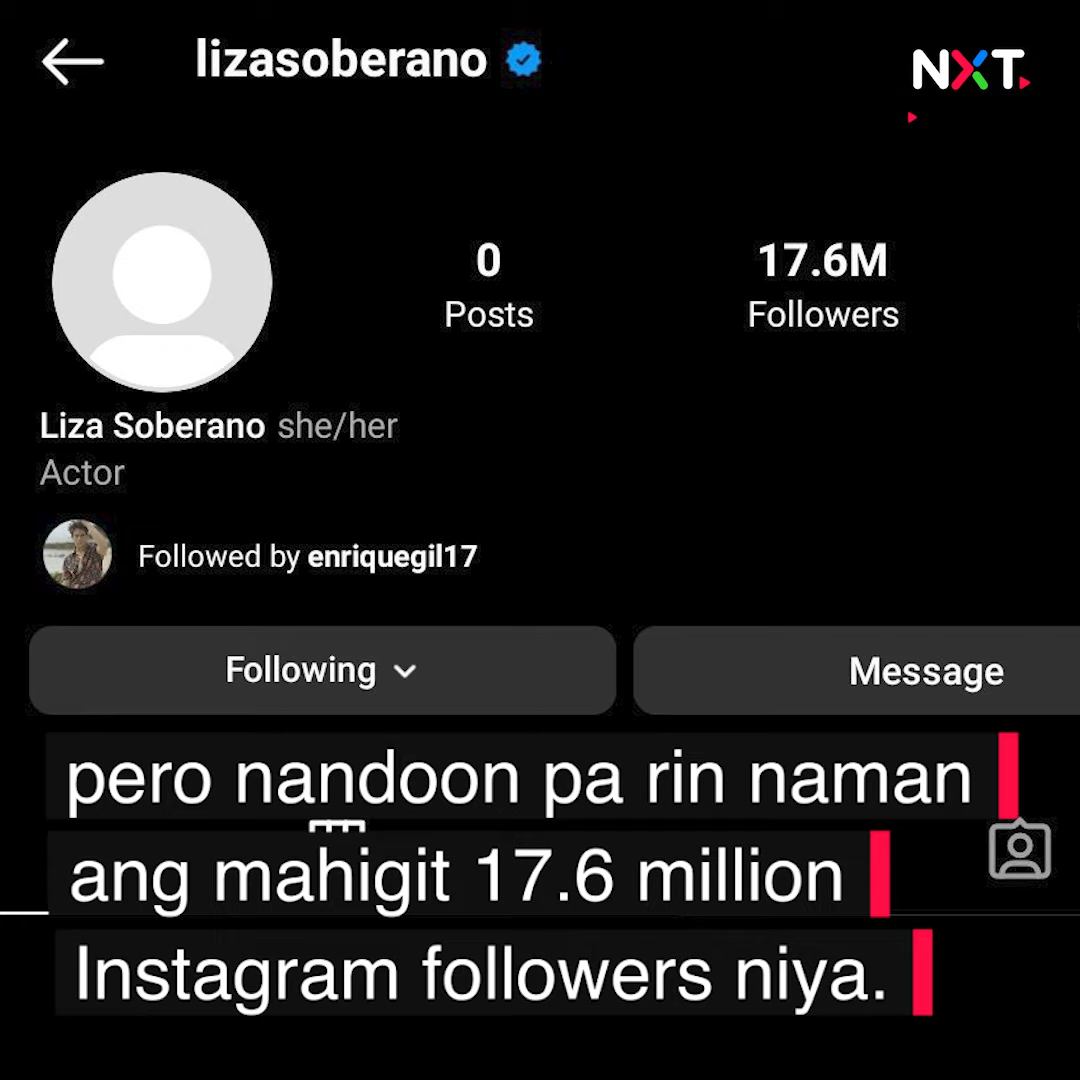 lizasoberano
NXT
0
Posts
17.6M
Followers
Liza Soberano she/her
Actor
Followed by enriquegil17
Following
Message
pero nandoon pa rin naman
ang mahigit 17.6 million
Instagram followers niya.